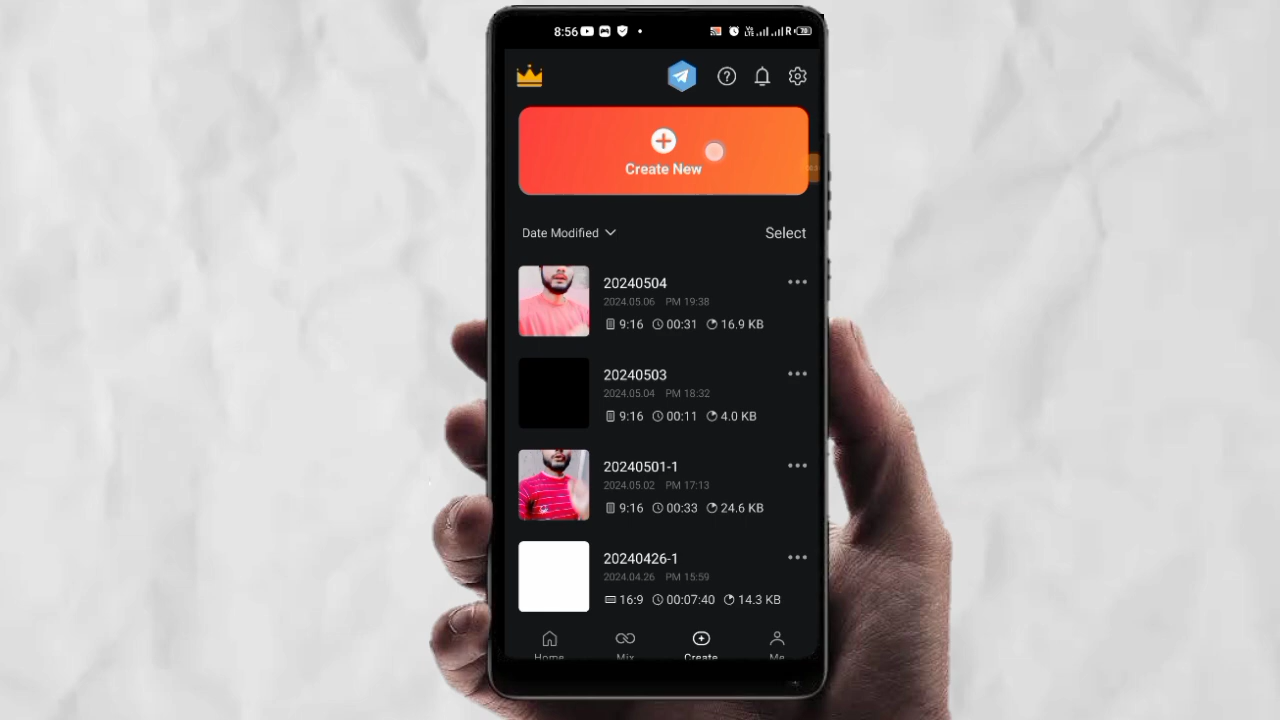 8:56
Create New
Date Modified
Select
20240504
2024.05.06 PM 19:38
9:16 00:31 16.9 KB
20240503
2024.05.04 PM 18:32
9:16 00:11 4.0 KB
20240501-1
2024.05.02 PM 17:13
9:16 00:33 24.6 KB
20240426-1
2024.04.26 PM 15:59
16:9 00:07:40 14.3 KB
Home Mix Create Me